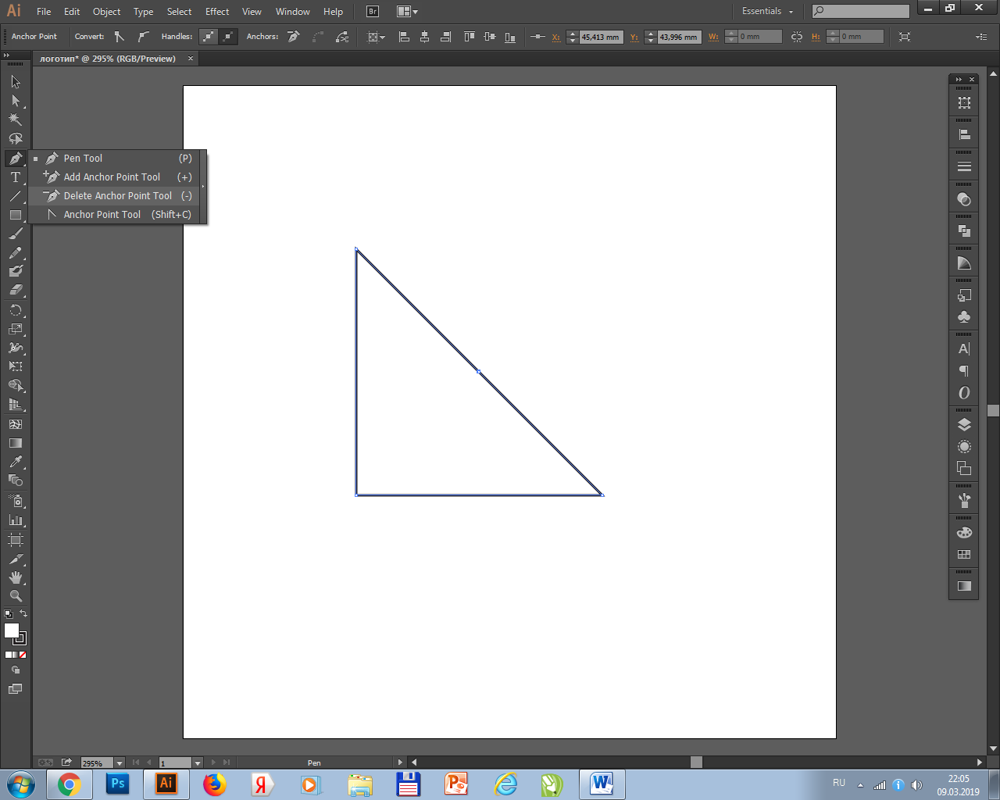 Ai File Edit Object Type Select Effect View Window Help Br Essentials
Anchor Point Convert: Handles: Anchors: X: 45,413 mm Y: 43,996 mm W: 0 mm H: 0 mm
логотип* @ 295% (RGB/Preview) ×
Pen Tool (P)
Add Anchor Point Tool (+)
Delete Anchor Point Tool (-)
Anchor Point Tool (Shift+C)
295% 1 Pen
Ps Ai Я P W RU 22:05
09.03.2019